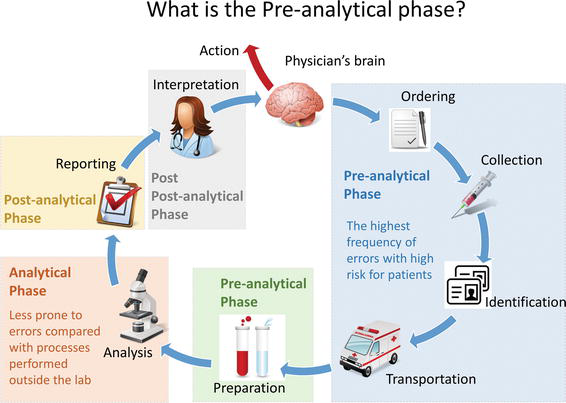 What is the Pre-analytical phase?
Action
Physician's brain
Interpretation
Ordering
Reporting
Collection
Post-analytical
Phase
Post
Post-analytical
Phase
Pre-analytical
Phase
The highest
frequency of
errors with high
risk for patients
Identification
Analytical
Phase
Less prone to
errors compared
with processes
performed
outside the lab
Analysis
Pre-analytical
Phase
Preparation
Transportation